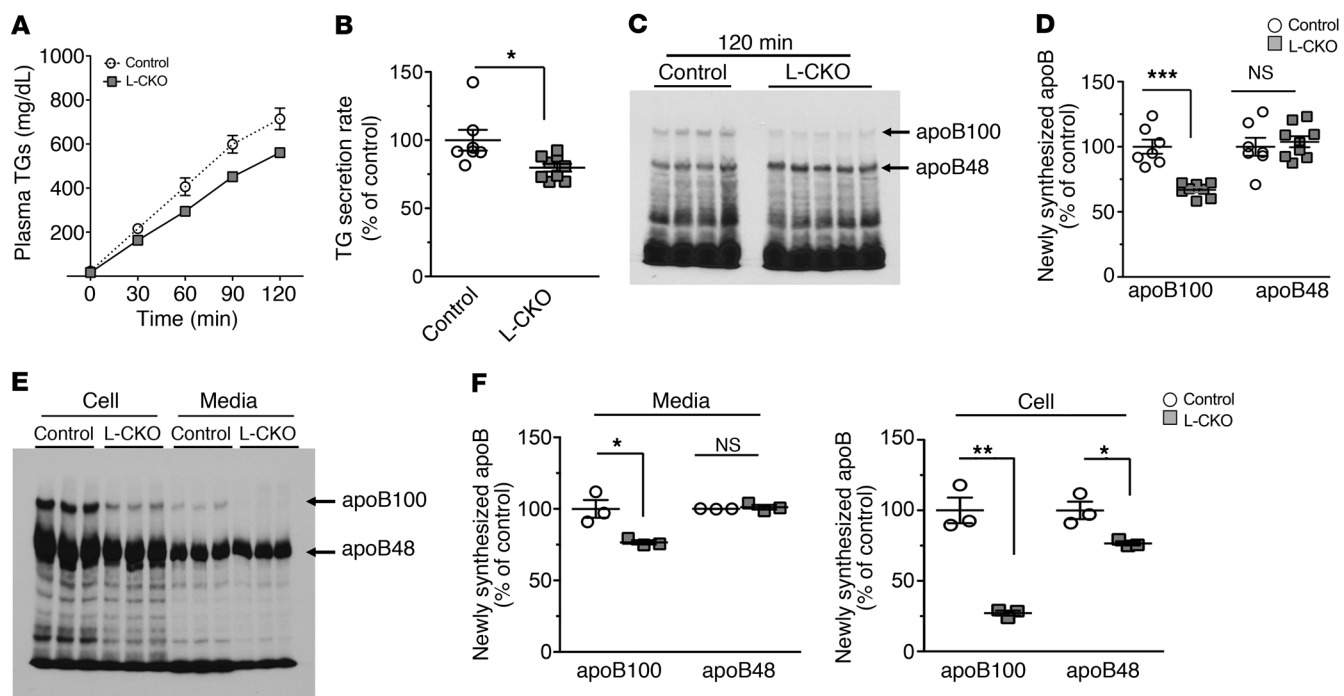 A
Plasma TGs (mg/dL)
1000
800
600
400
200
0 30 60 90 120
Time (min)
Control
L-CKO
B
TG secretion rate
(% of control)
150
100
50
0
*
Control
L-CKO
C
120 min
Control L-CKO
apoB100
apoB48
D
Control
L-CKO
Newly synthesized apoB
(% of control)
150
100
50
0
*** NS
apoB100 apoB48
E
Cell Media
Control L-CKO Control L-CKO
apoB100
apoB48
F
Media
Newly synthesized apoB
(% of control)
150
100
50
0
* NS
apoB100 apoB48
Cell
Newly synthesized apoB
(% of control)
150
100
50
0
** *
apoB100 apoB48
Control
L-CKO